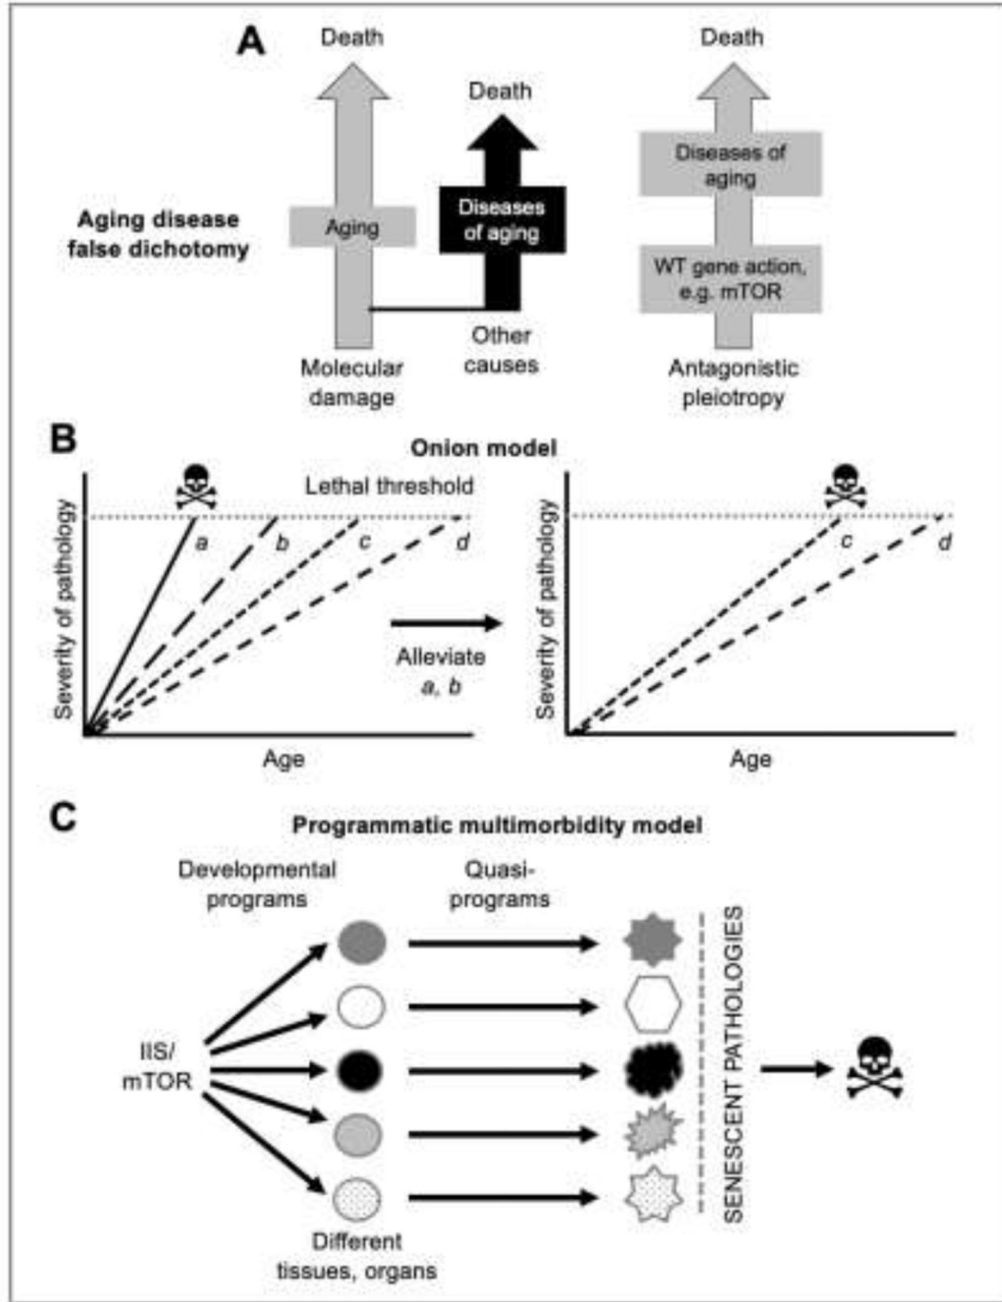 A
Death
Death
Death
Aging disease
false dichotomy
Aging
Diseases
of aging
Diseases of
aging
WT gene action,
e.g. mTOR
Molecular
damage
Other
causes
Antagonistic
pleiotropy
B
Onion model
Lethal threshold
Severity of pathology
a
b
c
d
Age
Alleviate
a, b
Severity of pathology
c
d
Age
C
Programmatic multimorbidity model
Developmental
programs
Quasi-
programs
IIS/
mTOR
SENESCENT PATHOLOGIES
Different
tissues, organs